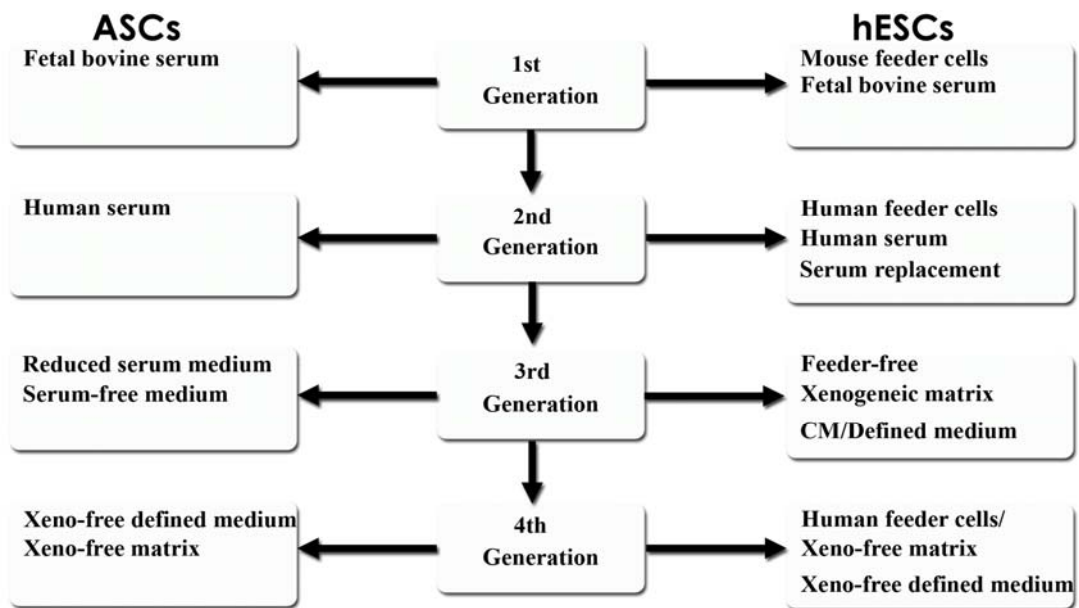 ASCs
hESCs
Fetal bovine serum
1st
Generation
Mouse feeder cells
Fetal bovine serum
Human serum
2nd
Generation
Human feeder cells
Human serum
Serum replacement
Reduced serum medium
Serum-free medium
3rd
Generation
Feeder-free
Xenogeneic matrix
CM/Defined medium
Xeno-free defined medium
Xeno-free matrix
4th
Generation
Human feeder cells/
Xeno-free matrix
Xeno-free defined medium